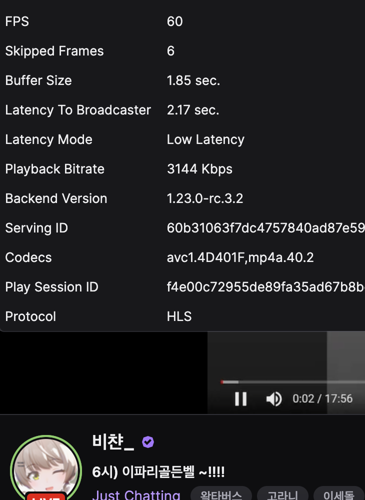 FPS 60
Skipped Frames 6
Buffer Size 1.85 sec.
Latency To Broadcaster 2.17 sec.
Latency Mode Low Latency
Playback Bitrate 3144 Kbps
Backend Version 1.23.0-rc.3.2
Serving ID 60b31063f7dc4757840ad87e59
Codecs avc1.4D401F,mp4a.40.2
Play Session ID f4e00c72955de89fa35ad67b8b
Protocol HLS
0:02 / 17:56
비챤_
6시) 이파리골든벨 ~!!!!
LIVE
Just Chatting 왁타버스 고라니 이세돌